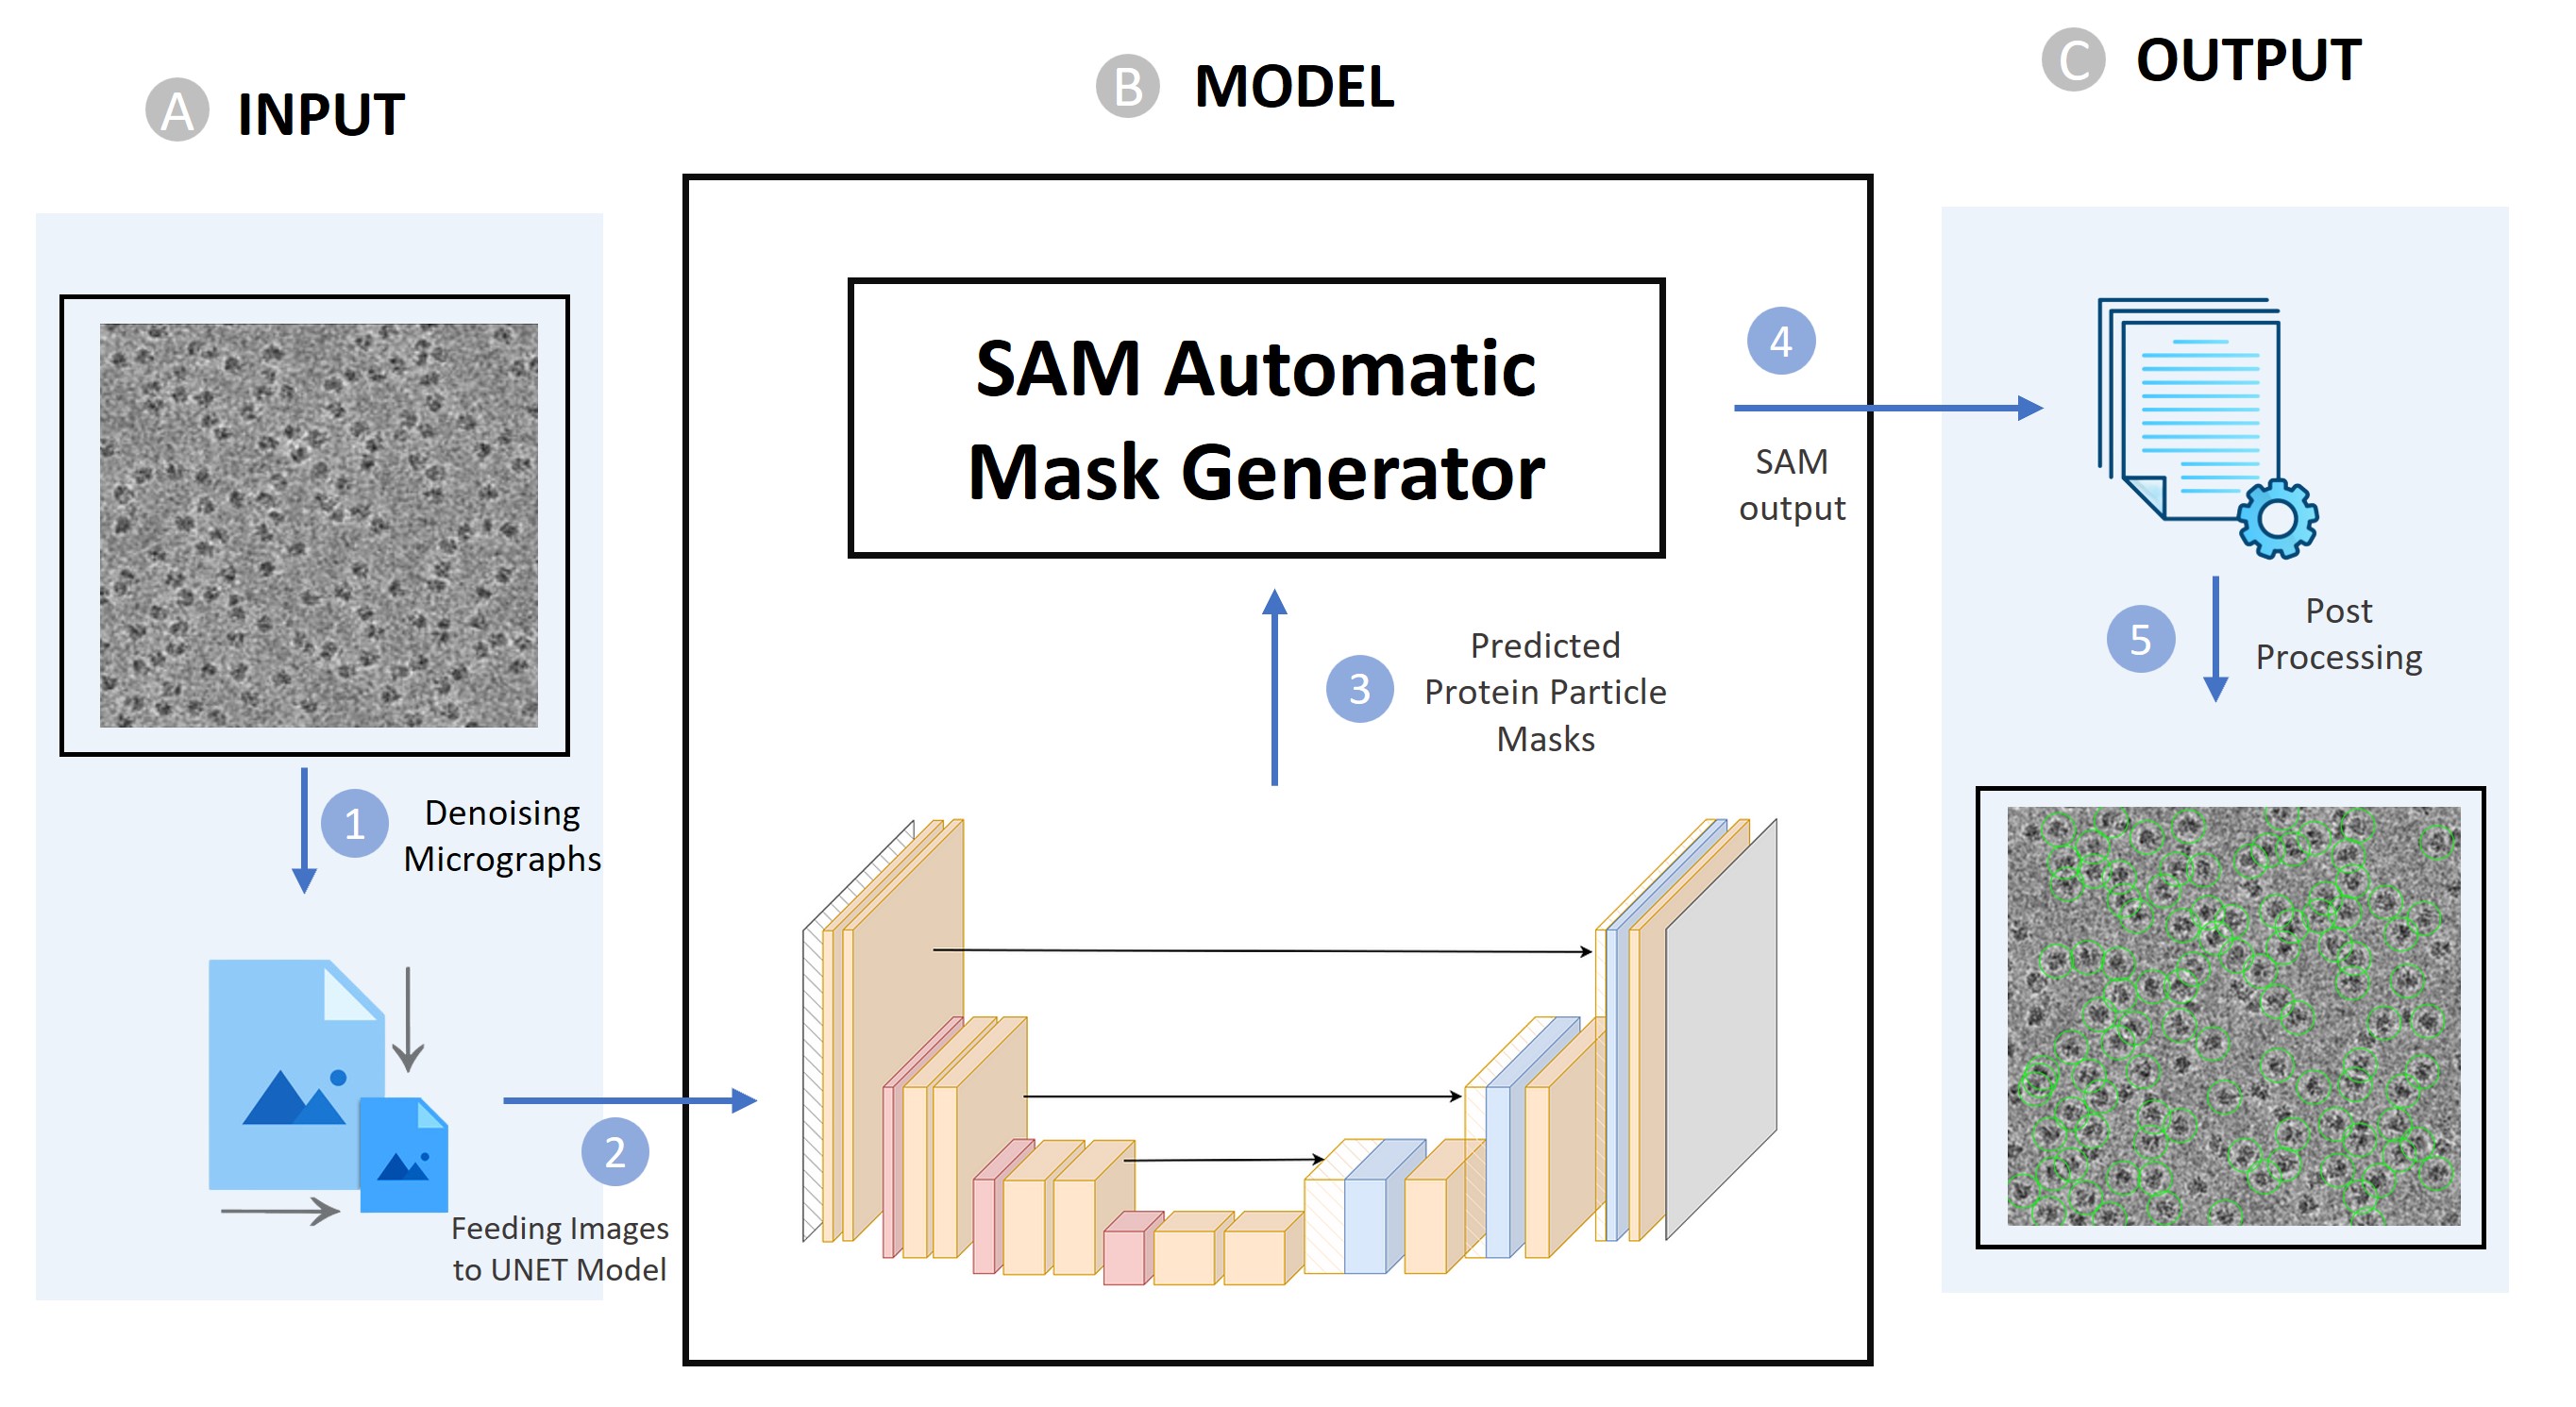 A INPUT
B MODEL
C OUTPUT
SAM Automatic
Mask Generator
4
SAM
output
5
Post
Processing
3
Predicted
Protein Particle
Masks
1
Denoising
Micrographs
2
Feeding Images
to UNET Model